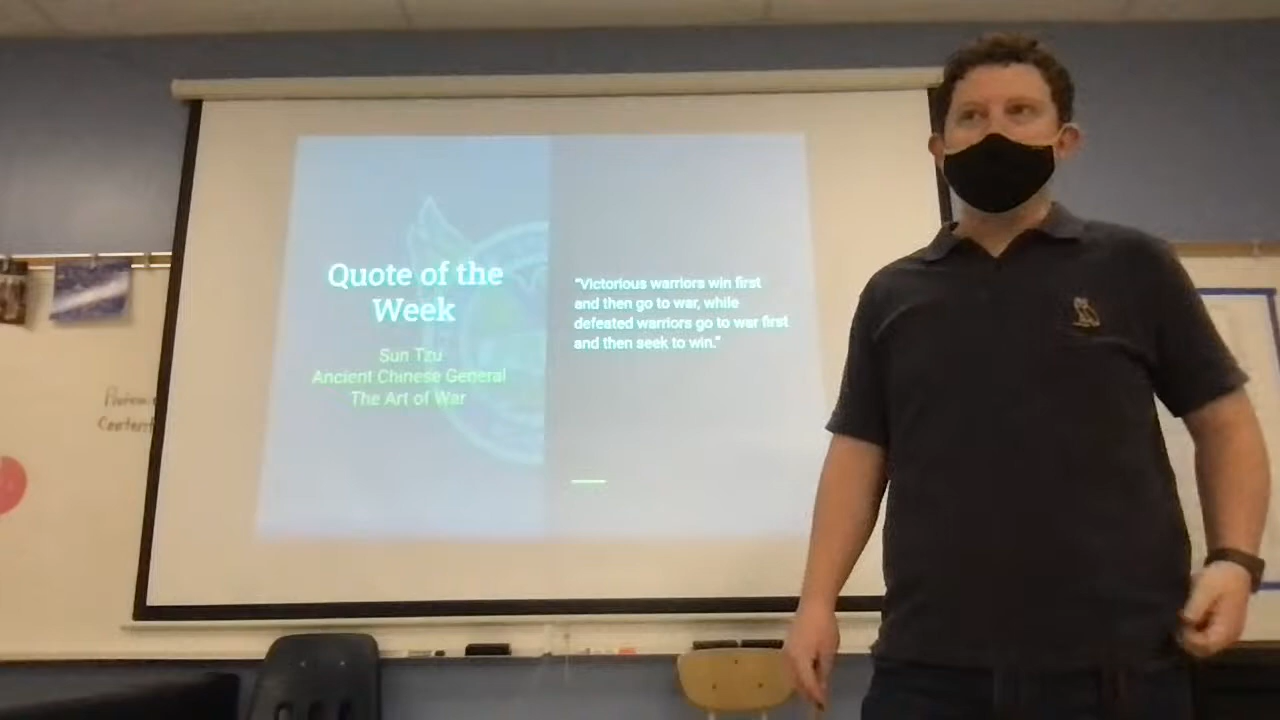 Quote of the
Week
Sun Tzu
Ancient Chinese General
The Art of War
"Victorious warriors win first
and then go to war, while
defeated warriors go to war first
and then seek to win."
Content